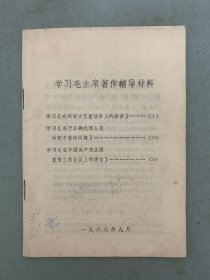 学习毛主席著作辅导材料
学习《在延安文艺座谈会上的讲话》………（1）
学习《关于正确处理人民
内部矛盾的问题》………
学习《在中国共产党全国
宣传工作会议上的讲话》………
一九六六年九月